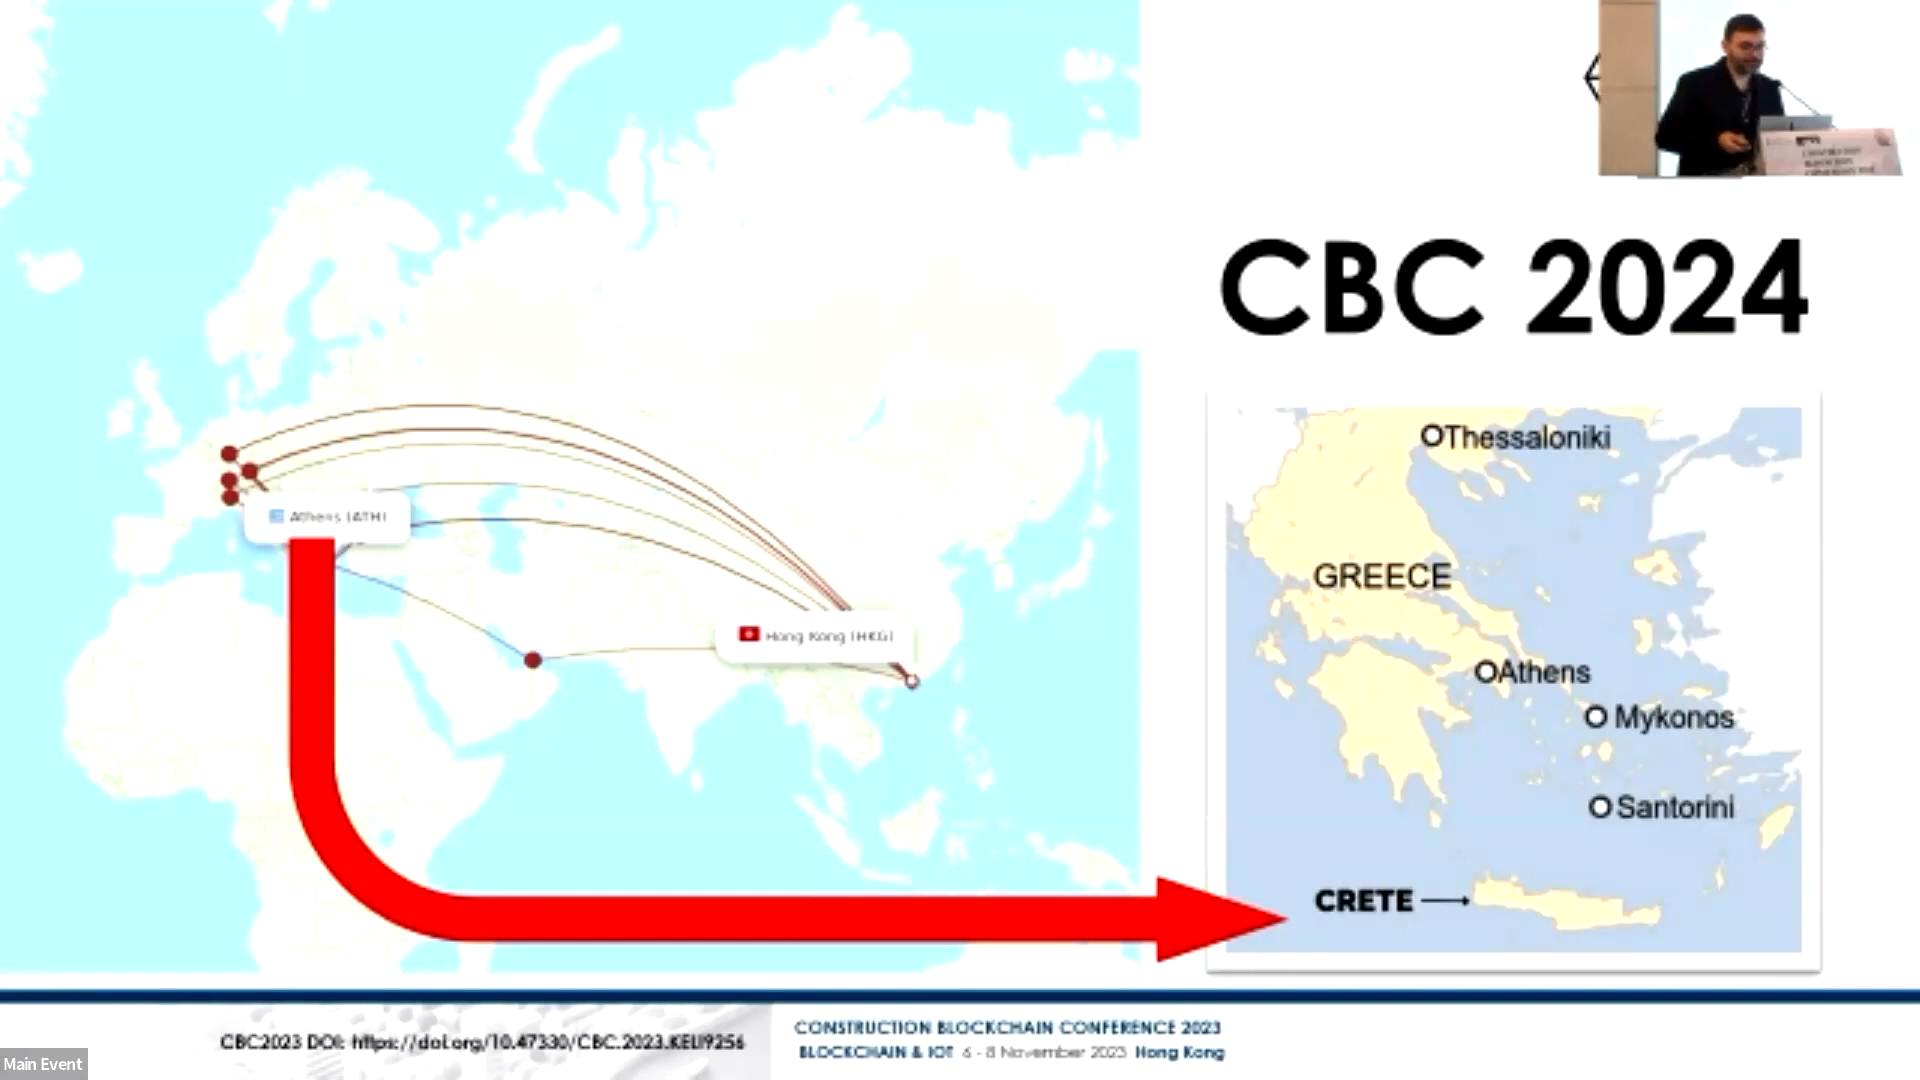 CBC 2024
Athens (ATH)
Hong Kong (HKG)
Thessaloniki
GREECE
Athens
Mykonos
Santorini
CRETE
CBC2023 DOI: https://doi.org/10.47330/CBC.2023.KELI9256
CONSTRUCTION BLOCKCHAIN CONFERENCE 2023
BLOCKCHAIN & IOT 6 - 8 November 2023 Hong Kong
Main Event